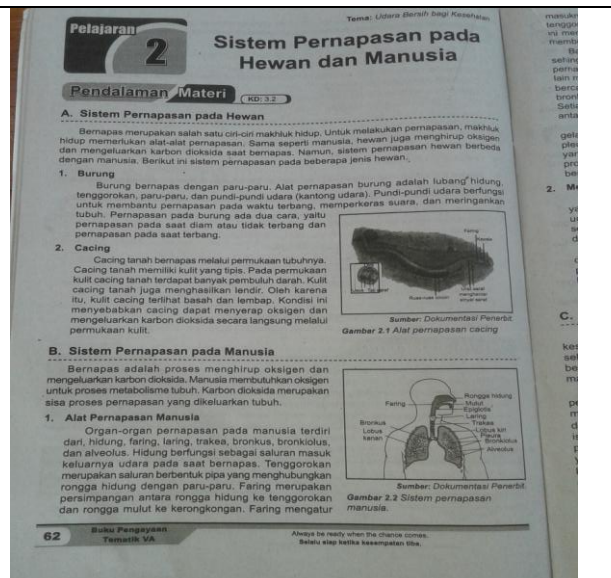 Tema: Udara Bersih bagi Kesehatan
Pelajaran
2
Sistem Pernapasan pada
Hewan dan Manusia
Pendalaman Materi
KD: 3.2
A. Sistem Pernapasan pada Hewan
Bernapas merupakan salah satu ciri-ciri makhluk hidup. Untuk melakukan pernapasan, makhluk
hidup memerlukan alat-alat pernapasan. Sama seperti manusia, hewan juga menghirup oksigen
dan mengeluarkan karbon dioksida saat bernapas. Namun, sistem pernapasan hewan berbeda
dengan manusia. Berikut ini sistem pernapasan pada beberapa jenis hewan.
1. Burung
Burung bernapas dengan paru-paru. Alat pernapasan burung adalah lubang hidung,
tenggorokan, paru-paru, dan pundi-pundi udara (kantong udara). Pundi-pundi udara berfungsi
untuk membantu pernapasan pada waktu terbang, memperkeras suara, dan meringankan
tubuh. Pernapasan pada burung ada dua cara, yaitu
pernapasan pada saat diam atau tidak terbang dan
pernapasan pada saat terbang.
2. Cacing
Cacing tanah bernapas melalui permukaan tubuhnya.
Cacing tanah memiliki kulit yang tipis. Pada permukaan
kulit cacing tanah terdapat banyak pembuluh darah. Kulit
cacing tanah juga menghasilkan lendir. Oleh karena
itu, kulit cacing terlihat basah dan lembap. Kondisi ini
menyebabkan cacing dapat menyerap oksigen dan
mengeluarkan karbon dioksida secara langsung melalui
permukaan kulit.
Faring
Sumber: Dokumentasi Penerbit
Gambar 2.1 Alat pernapasan cacing
B. Sistem Pernapasan pada Manusia
Bernapas adalah proses menghirup oksigen dan
mengeluarkan karbon dioksida. Manusia membutuhkan oksigen
untuk proses metabolisme tubuh. Karbon dioksida merupakan
sisa proses pernapasan yang dikeluarkan tubuh.
1. Alat Pernapasan Manusia
Organ-organ pernapasan pada manusia terdiri
dari, hidung, faring, laring, trakea, bronkus, bronkiolus,
dan alveolus. Hidung berfungsi sebagai saluran masuk
keluarnya udara pada saat bernapas. Tenggorokan
merupakan saluran berbentuk pipa yang menghubungkan
rongga hidung dengan paru-paru. Faring merupakan
persimpangan antara rongga hidung ke tenggorokan
dan rongga mulut ke kerongkongan. Faring mengatur
Faring
Bronkus
Lobus
kanan
Rongga hidung
Mulut
Epiglotis
Laring
Trakea
Lobus kiri
Pleura
Bronkiolus
Alveolus
Sumber: Dokumentasi Penerbit
Gambar 2.2 Sistem pernapasan
manusia.
62
Buku Pengayaan
Tematik VA
Always be ready when the chance comes.
Selalu siap ketika kesempatan tiba.
2.
C.